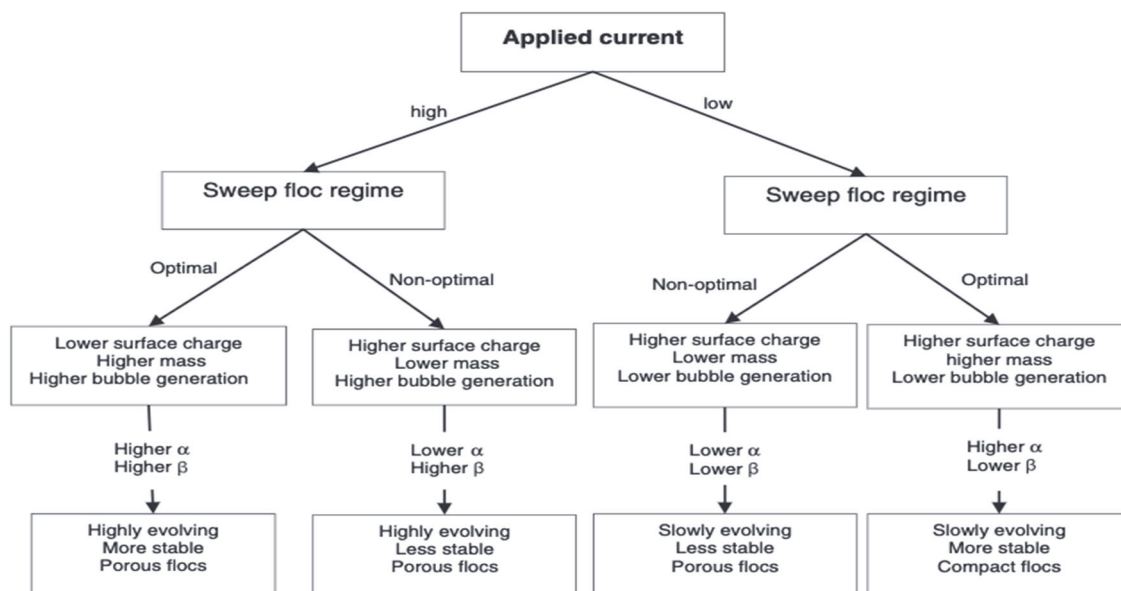 Applied current
high
low
Sweep floc regime
Sweep floc regime
Optimal
Non-optimal
Non-optimal
Optimal
Lower surface charge
Higher mass
Higher bubble generation
Higher surface charge
Lower mass
Higher bubble generation
Higher surface charge
Lower mass
Lower bubble generation
Higher surface charge
higher mass
Lower bubble generation
Higher α
Higher β
Lower α
Higher β
Lower α
Lower β
Higher α
Lower β
Highly evolving
More stable
Porous flocs
Highly evolving
Less stable
Porous flocs
Slowly evolving
Less stable
Porous flocs
Slowly evolving
More stable
Compact flocs